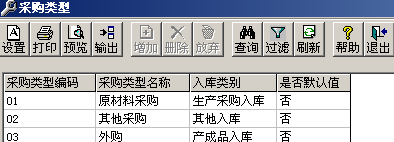 采购类型
设置 打印 预览 输出 增加 删除 放弃 查询 过滤 刷新 帮助 退出
采购类型编码 采购类型名称 入库类别 是否默认值
01 原材料采购 生产采购入库 否
02 其他采购 其他入库 否
03 外购 产成品入库 否